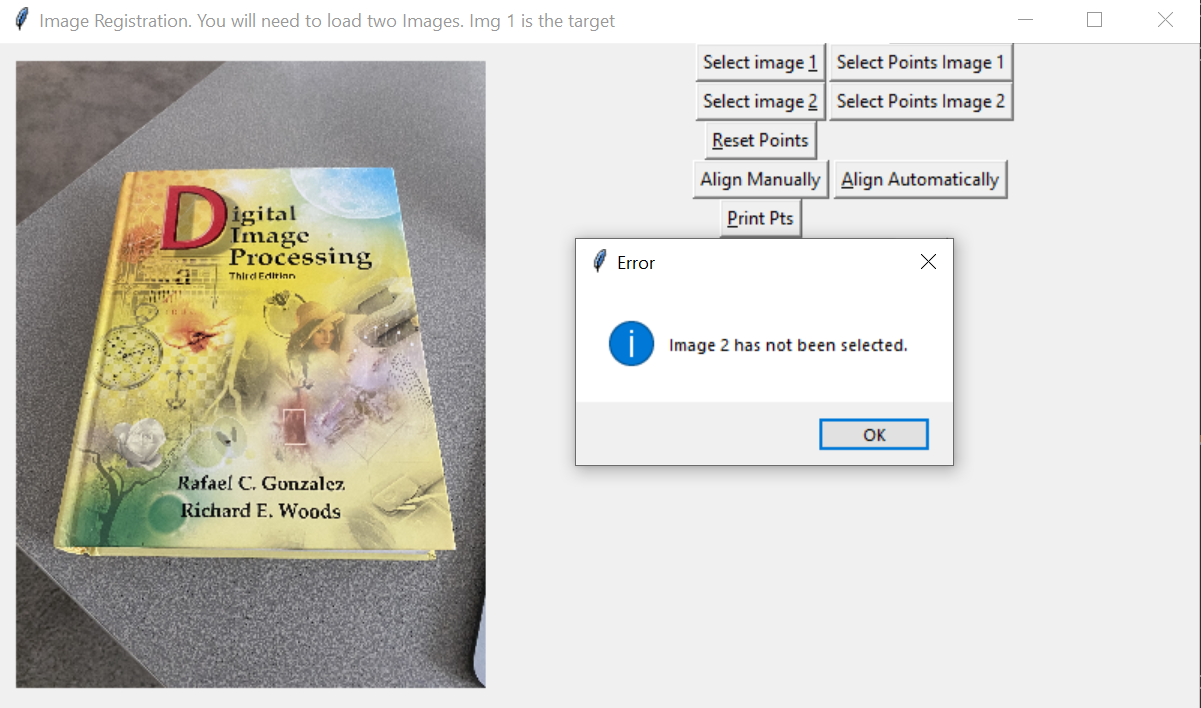 Image Registration. You will need to load two Images. Img 1 is the target
Select image 1 Select Points Image 1
Select image 2 Select Points Image 2
Reset Points
Align Manually Align Automatically
Print Pts
Error
Image 2 has not been selected.
OK
Digital
Image
Processing
Third Edition
Rafael C. Gonzalez
Richard E. Woods